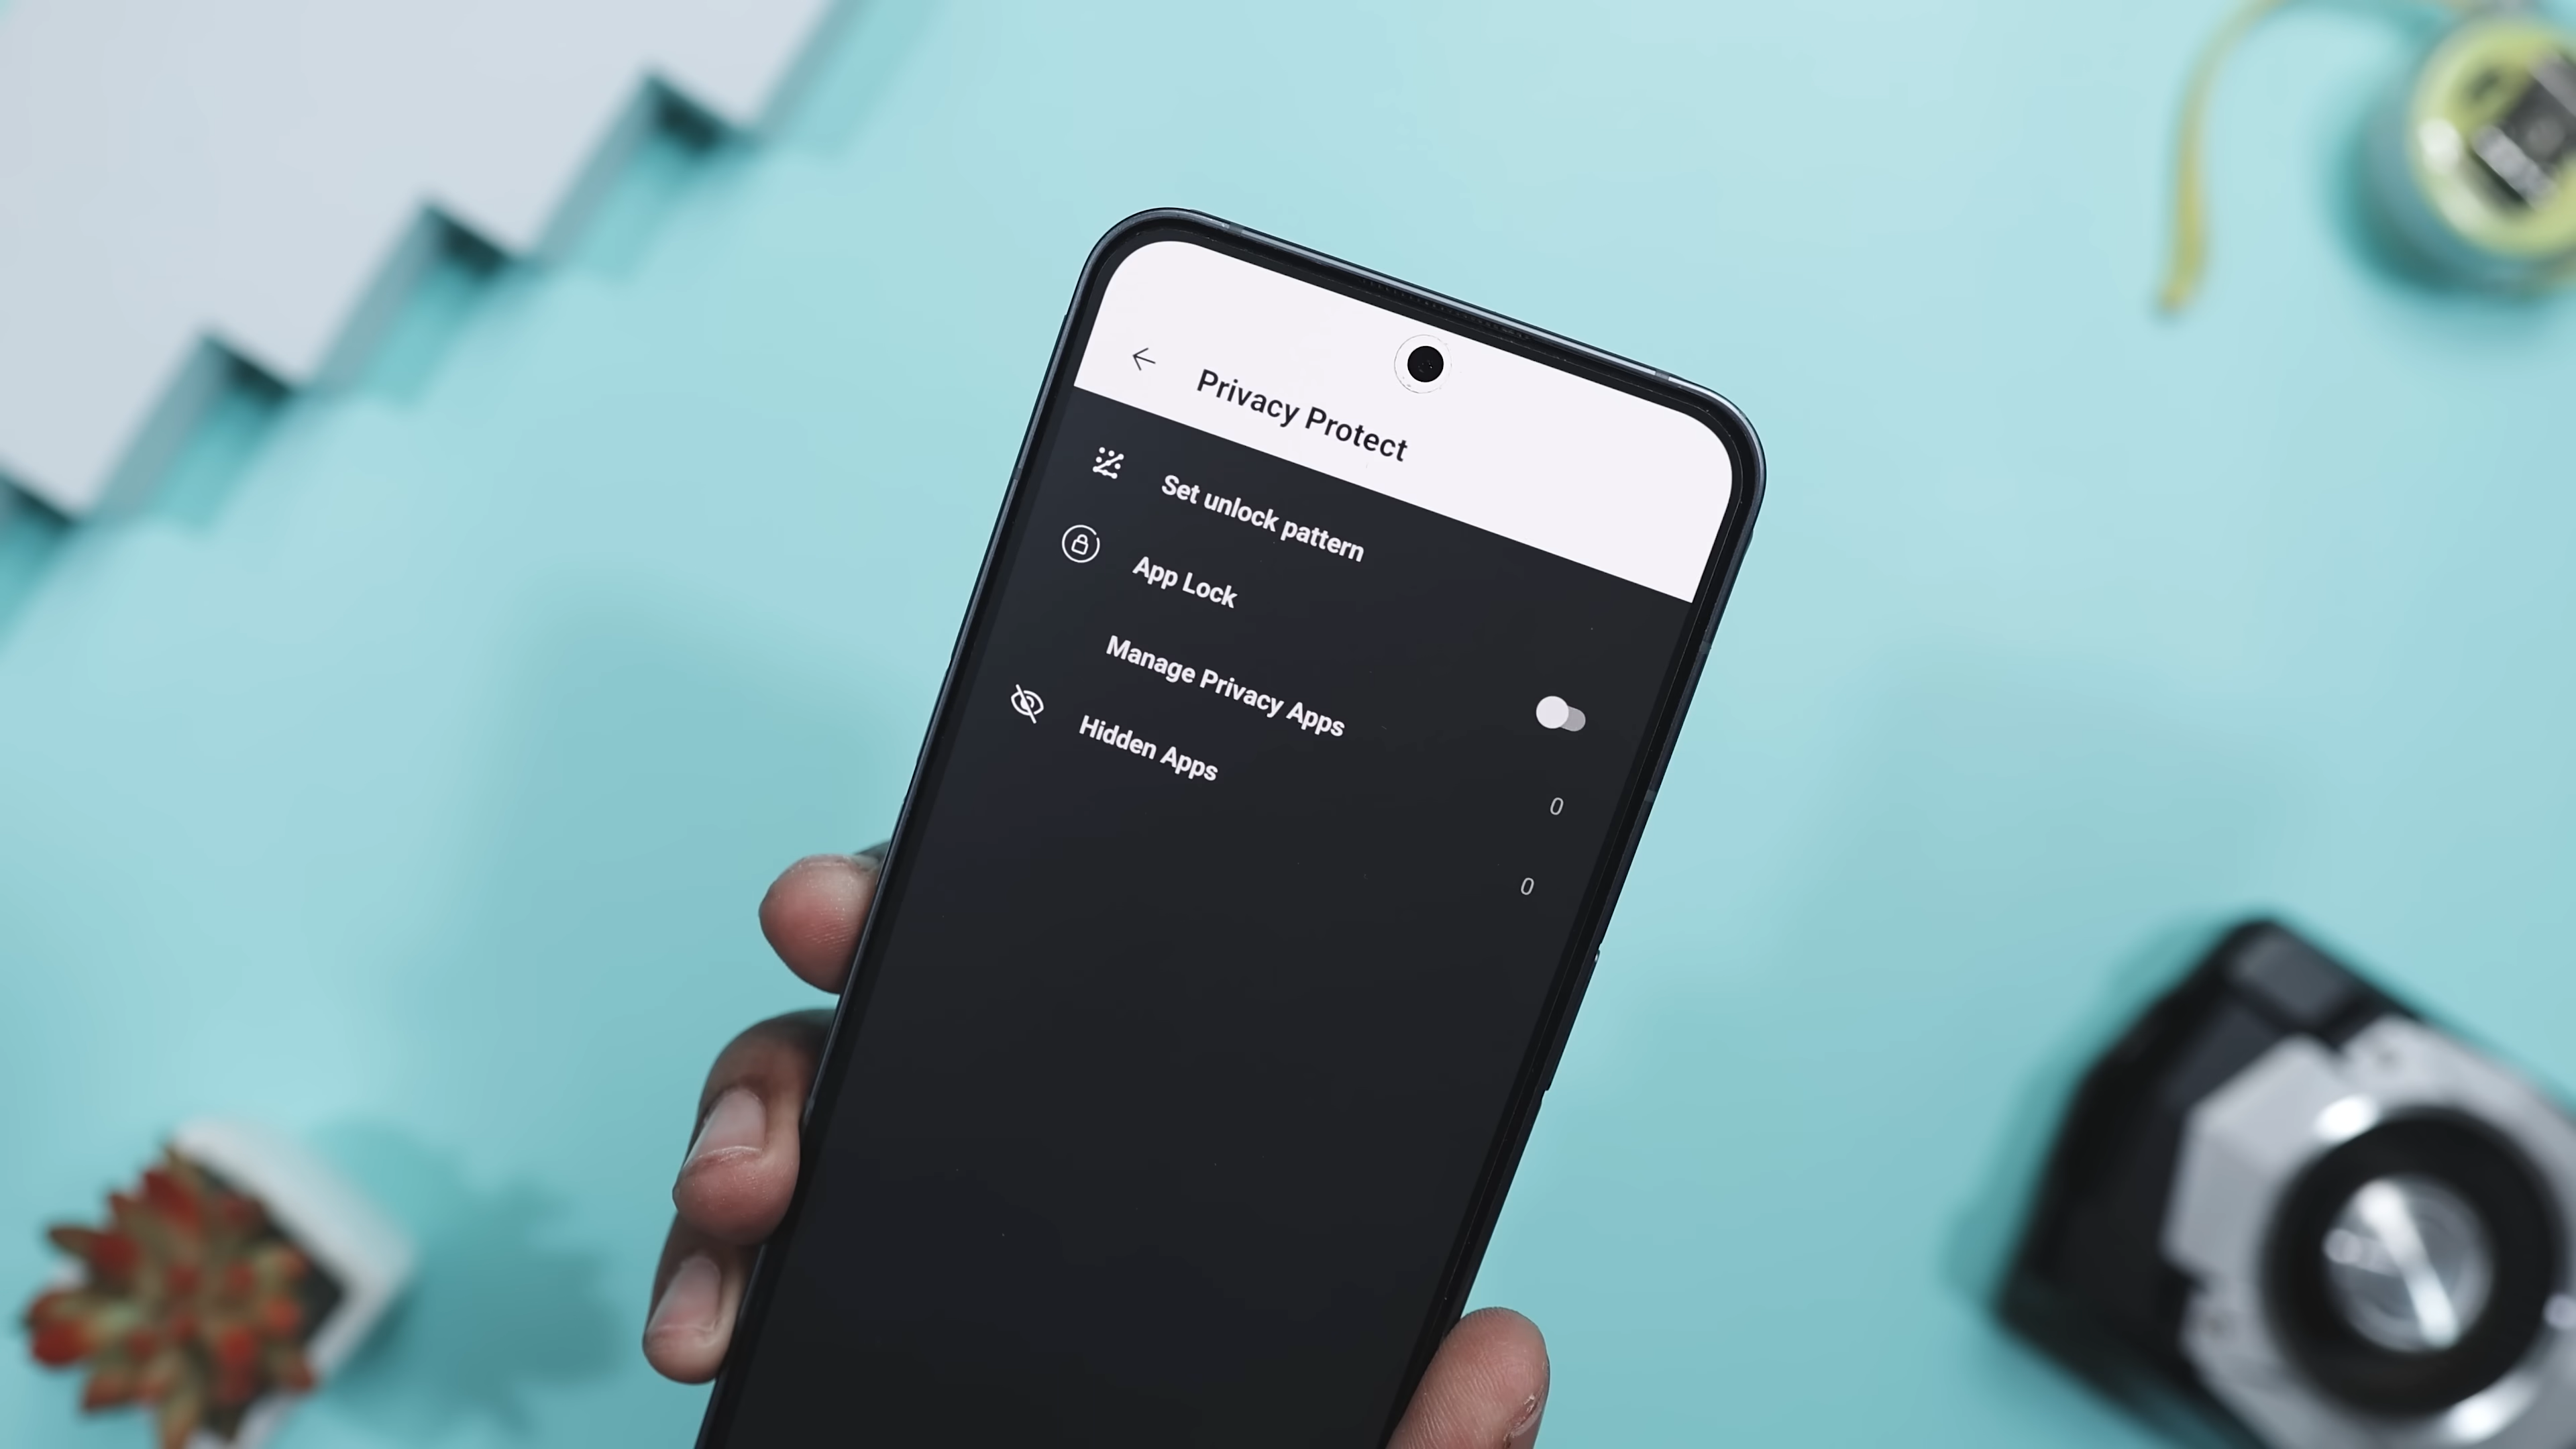 Privacy Protect
Set unlock pattern
App Lock
Manage Privacy Apps
0
Hidden Apps
0